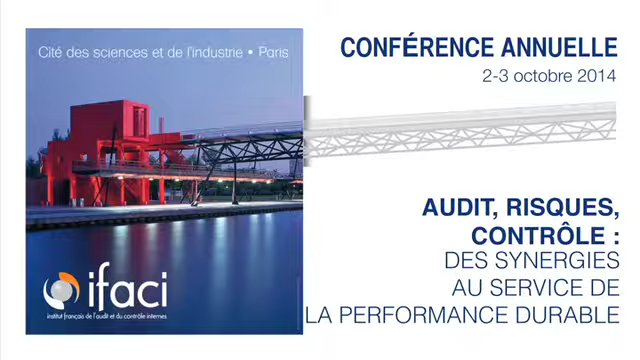 Cité des sciences et de l'industrie • Paris
CONFÉRENCE ANNUELLE
2-3 octobre 2014
AUDIT, RISQUES,
CONTRÔLE :
DES SYNERGIES
AU SERVICE DE
LA PERFORMANCE DURABLE
ifaci
institut français de l'audit et du contrôle internes